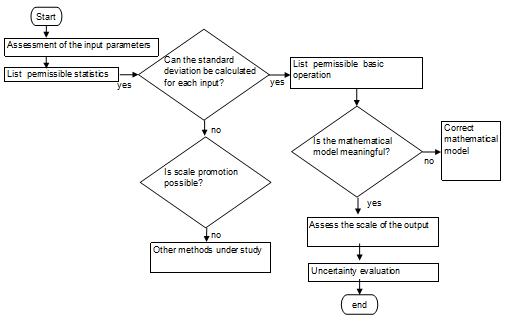 Start
Assessment of the input parameters
List permissible statistics
yes
Can the standard
deviation be calculated
for each input?
yes
List permissible basic
operation
no
Is scale promotion
possible?
no
Other methods under study
Is the mathematical
model meaningful?
no
Correct
mathematical
model
yes
Assess the scale of the output
Uncertainty evaluation
end